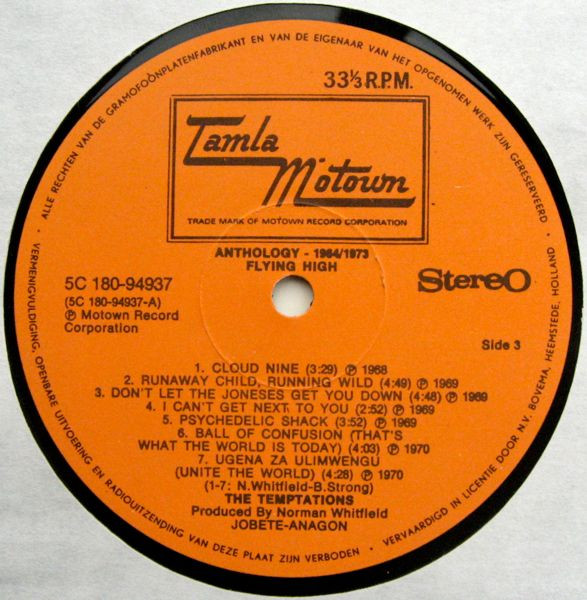 ALLE RECHTEN VAN DE GRAMOFOÒNPLATENFABRIKANT EN VAN DE EIGENAAR VAN HET OPGENOMEN WERK ZIJN GERESERVEERD
33⅓ R.P.M.
Tamla
Motown
TRADE MARK OF MOTOWN RECORD CORPORATION
ANTHOLOGY - 1964/1973
FLYING HIGH
5C 180-94937
(5C 180-94937-A)
℗ Motown Record
Corporation
Stereo
Side 3
1. CLOUD NINE (3:29) ℗ 1968
2. RUNAWAY CHILD, RUNNING WILD (4:49) ℗ 1969
3. DON'T LET THE JONESES GET YOU DOWN (4:48) ℗ 1969
4. I CAN'T GET NEXT TO YOU (2:52) ℗ 1969
5. PSYCHEDELIC SHACK (3:52) ℗ 1969
6. BALL OF CONFUSION (THAT'S
WHAT THE WORLD IS TODAY) (4:03) ℗ 1970
7. UGENA ZA ULIMWENGU
(UNITE THE WORLD) (4:28) ℗ 1970
(1-7: N.Whitfield-B.Strong)
THE TEMPTATIONS
Produced By Norman Whitfield
JOBETE-ANAGON
• VERMENIGVULDIGING, OPENBARE UITVOERING EN RADIOUITZENDING VAN DEZE PLAAT ZIJN VERBODEN •
VERVAARDIGD IN LICENTIE DOOR N.V. BOVEMA, HEEMSTEDE, HOLLAND •